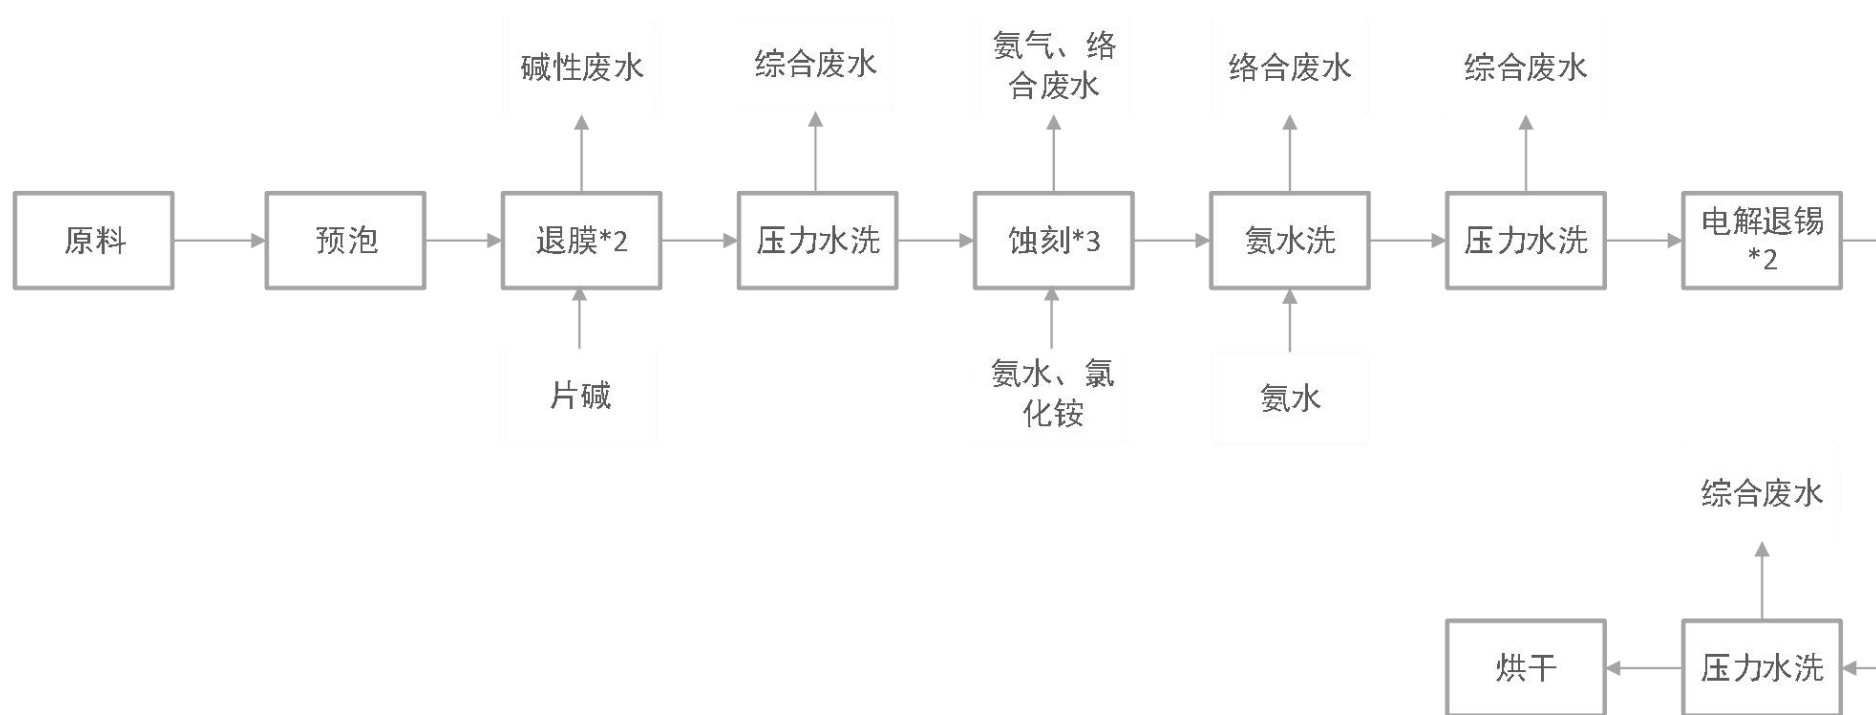 碱性废水
综合废水
氨气、络
合废水
络合废水
综合废水
原料
预泡
退膜*2
压力水洗
蚀刻*3
氨水洗
压力水洗
电解退锡
*2
片碱
氨水、氯
化铵
氨水
综合废水
烘干
压力水洗